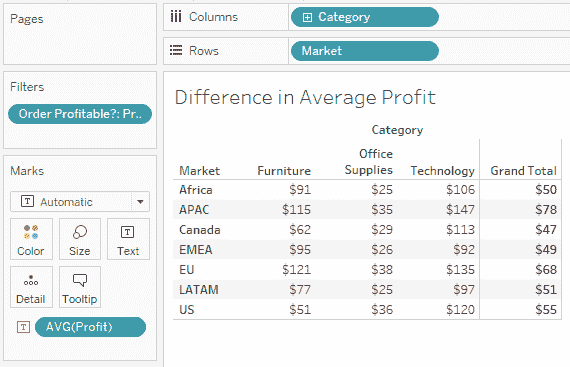 Pages
Columns
Category
Rows
Market
Filters
Order Profitable?: Pr..
Marks
Automatic
Color
Size
Text
Detail
Tooltip
AVG(Profit)
Difference in Average Profit
Category
Market Furniture Office Supplies Technology Grand Total
Africa $91 $25 $106 $50
APAC $115 $35 $147 $78
Canada $62 $29 $113 $47
EMEA $95 $26 $92 $49
EU $121 $38 $135 $68
LATAM $77 $25 $97 $51
US $51 $36 $120 $55